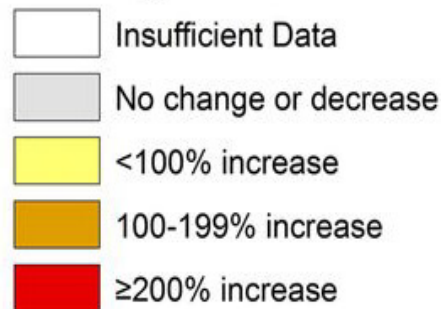 Insufficient Data
No change or decrease
<100% increase
100-199% increase
≥200% increase